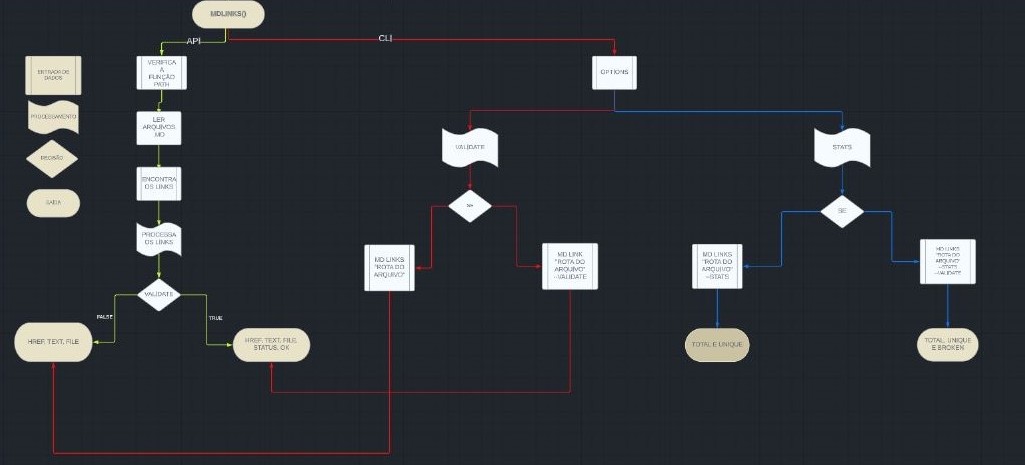 MDLINKS()
API
CLI
ENTRADA DE
DADOS
PROCESSAMENTO
DECISÃO
SAÍDA
VERIFICA
A
FUNÇÃO
PATH
LER
ARQUIVOS
MD
ENCONTRA
OS LINKS
PROCESSA
OS LINKS
VALIDATE
FALSE
TRUE
HREF, TEXT, FILE
HREF, TEXT, FILE,
STATUS, OK
OPTIONS
VALIDATE
SE
MD LINKS
"ROTA DO
ARQUIVO"
MD LINK
"ROTA DO
ARQUIVO"
--VALIDATE
STATS
SE
MD LINKS
"ROTA DO
ARQUIVO"
--STATS
MD LINKS
"ROTA DO
ARQUIVO"
--STATS
--VALIDATE
TOTAL E UNIQUE
TOTAL, UNIQUE
E BROKEN